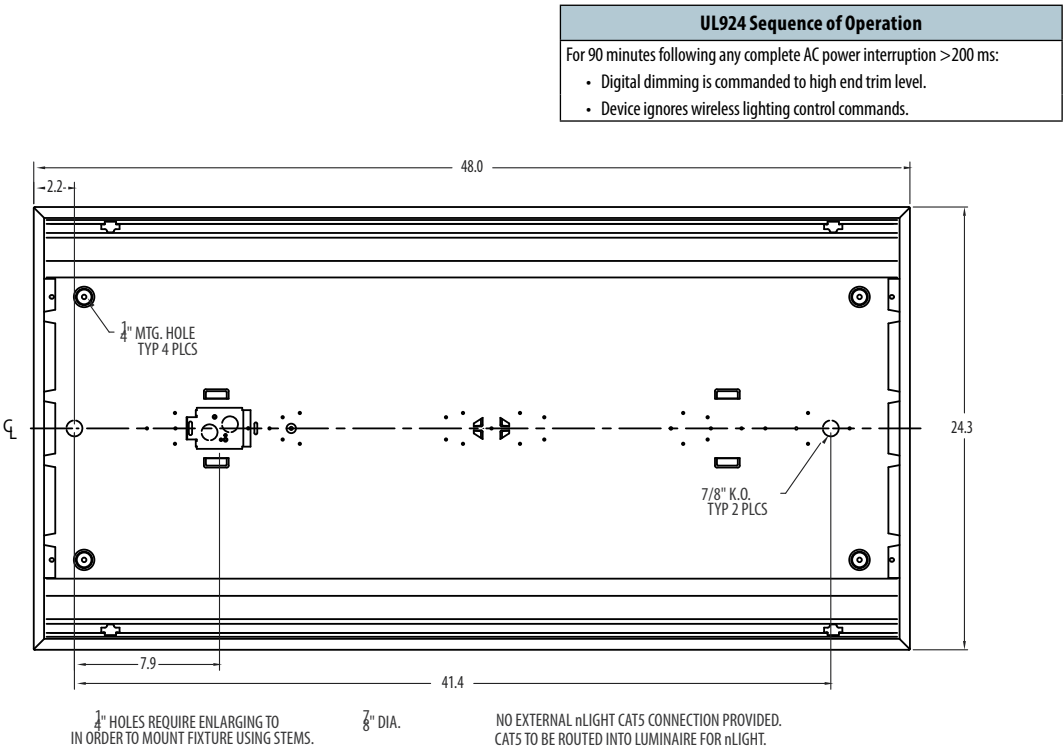 UL924 Sequence of Operation
For 90 minutes following any complete AC power interruption >200 ms:
• Digital dimming is commanded to high end trim level.
• Device ignores wireless lighting control commands.
48.0
2.2
1/4" MTG. HOLE
TYP 4 PLCS
CL
24.3
7/8" K.O.
TYP 2 PLCS
7.9
41.4
1/4" HOLES REQUIRE ENLARGING TO 7/8" DIA.
IN ORDER TO MOUNT FIXTURE USING STEMS.
NO EXTERNAL nLIGHT CAT5 CONNECTION PROVIDED.
CAT5 TO BE ROUTED INTO LUMINAIRE FOR nLIGHT.